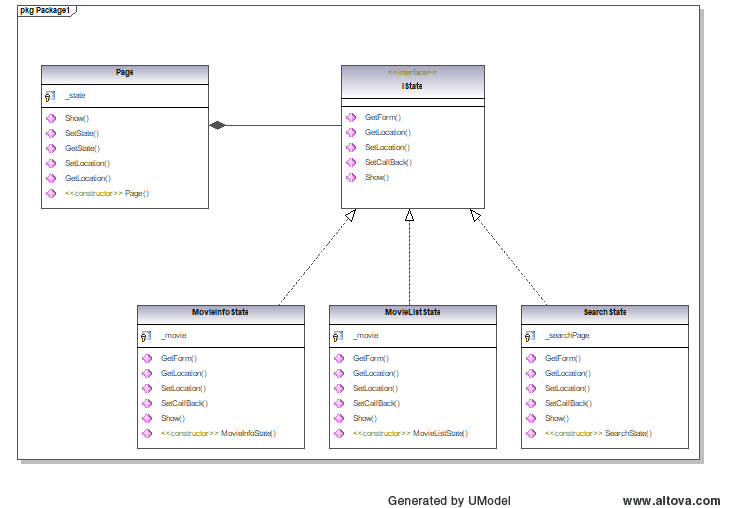 pkg Package1
Page
_state
Show()
SetState()
GetState()
SetLocation()
GetLocation()
<<constructor>> Page()
<<interface>>
IState
GetForm()
GetLocation()
SetLocation()
SetCallBack()
Show()
MovieInfoState
_movie
GetForm()
GetLocation()
SetLocation()
SetCallBack()
Show()
<<constructor>> MovieInfoState()
MovieListState
_movie
GetForm()
GetLocation()
SetLocation()
SetCallBack()
Show()
<<constructor>> MovieListState()
SearchState
_searchPage
GetForm()
GetLocation()
SetLocation()
SetCallBack()
Show()
<<constructor>> SearchState()
Generated by UModel
www.altova.com